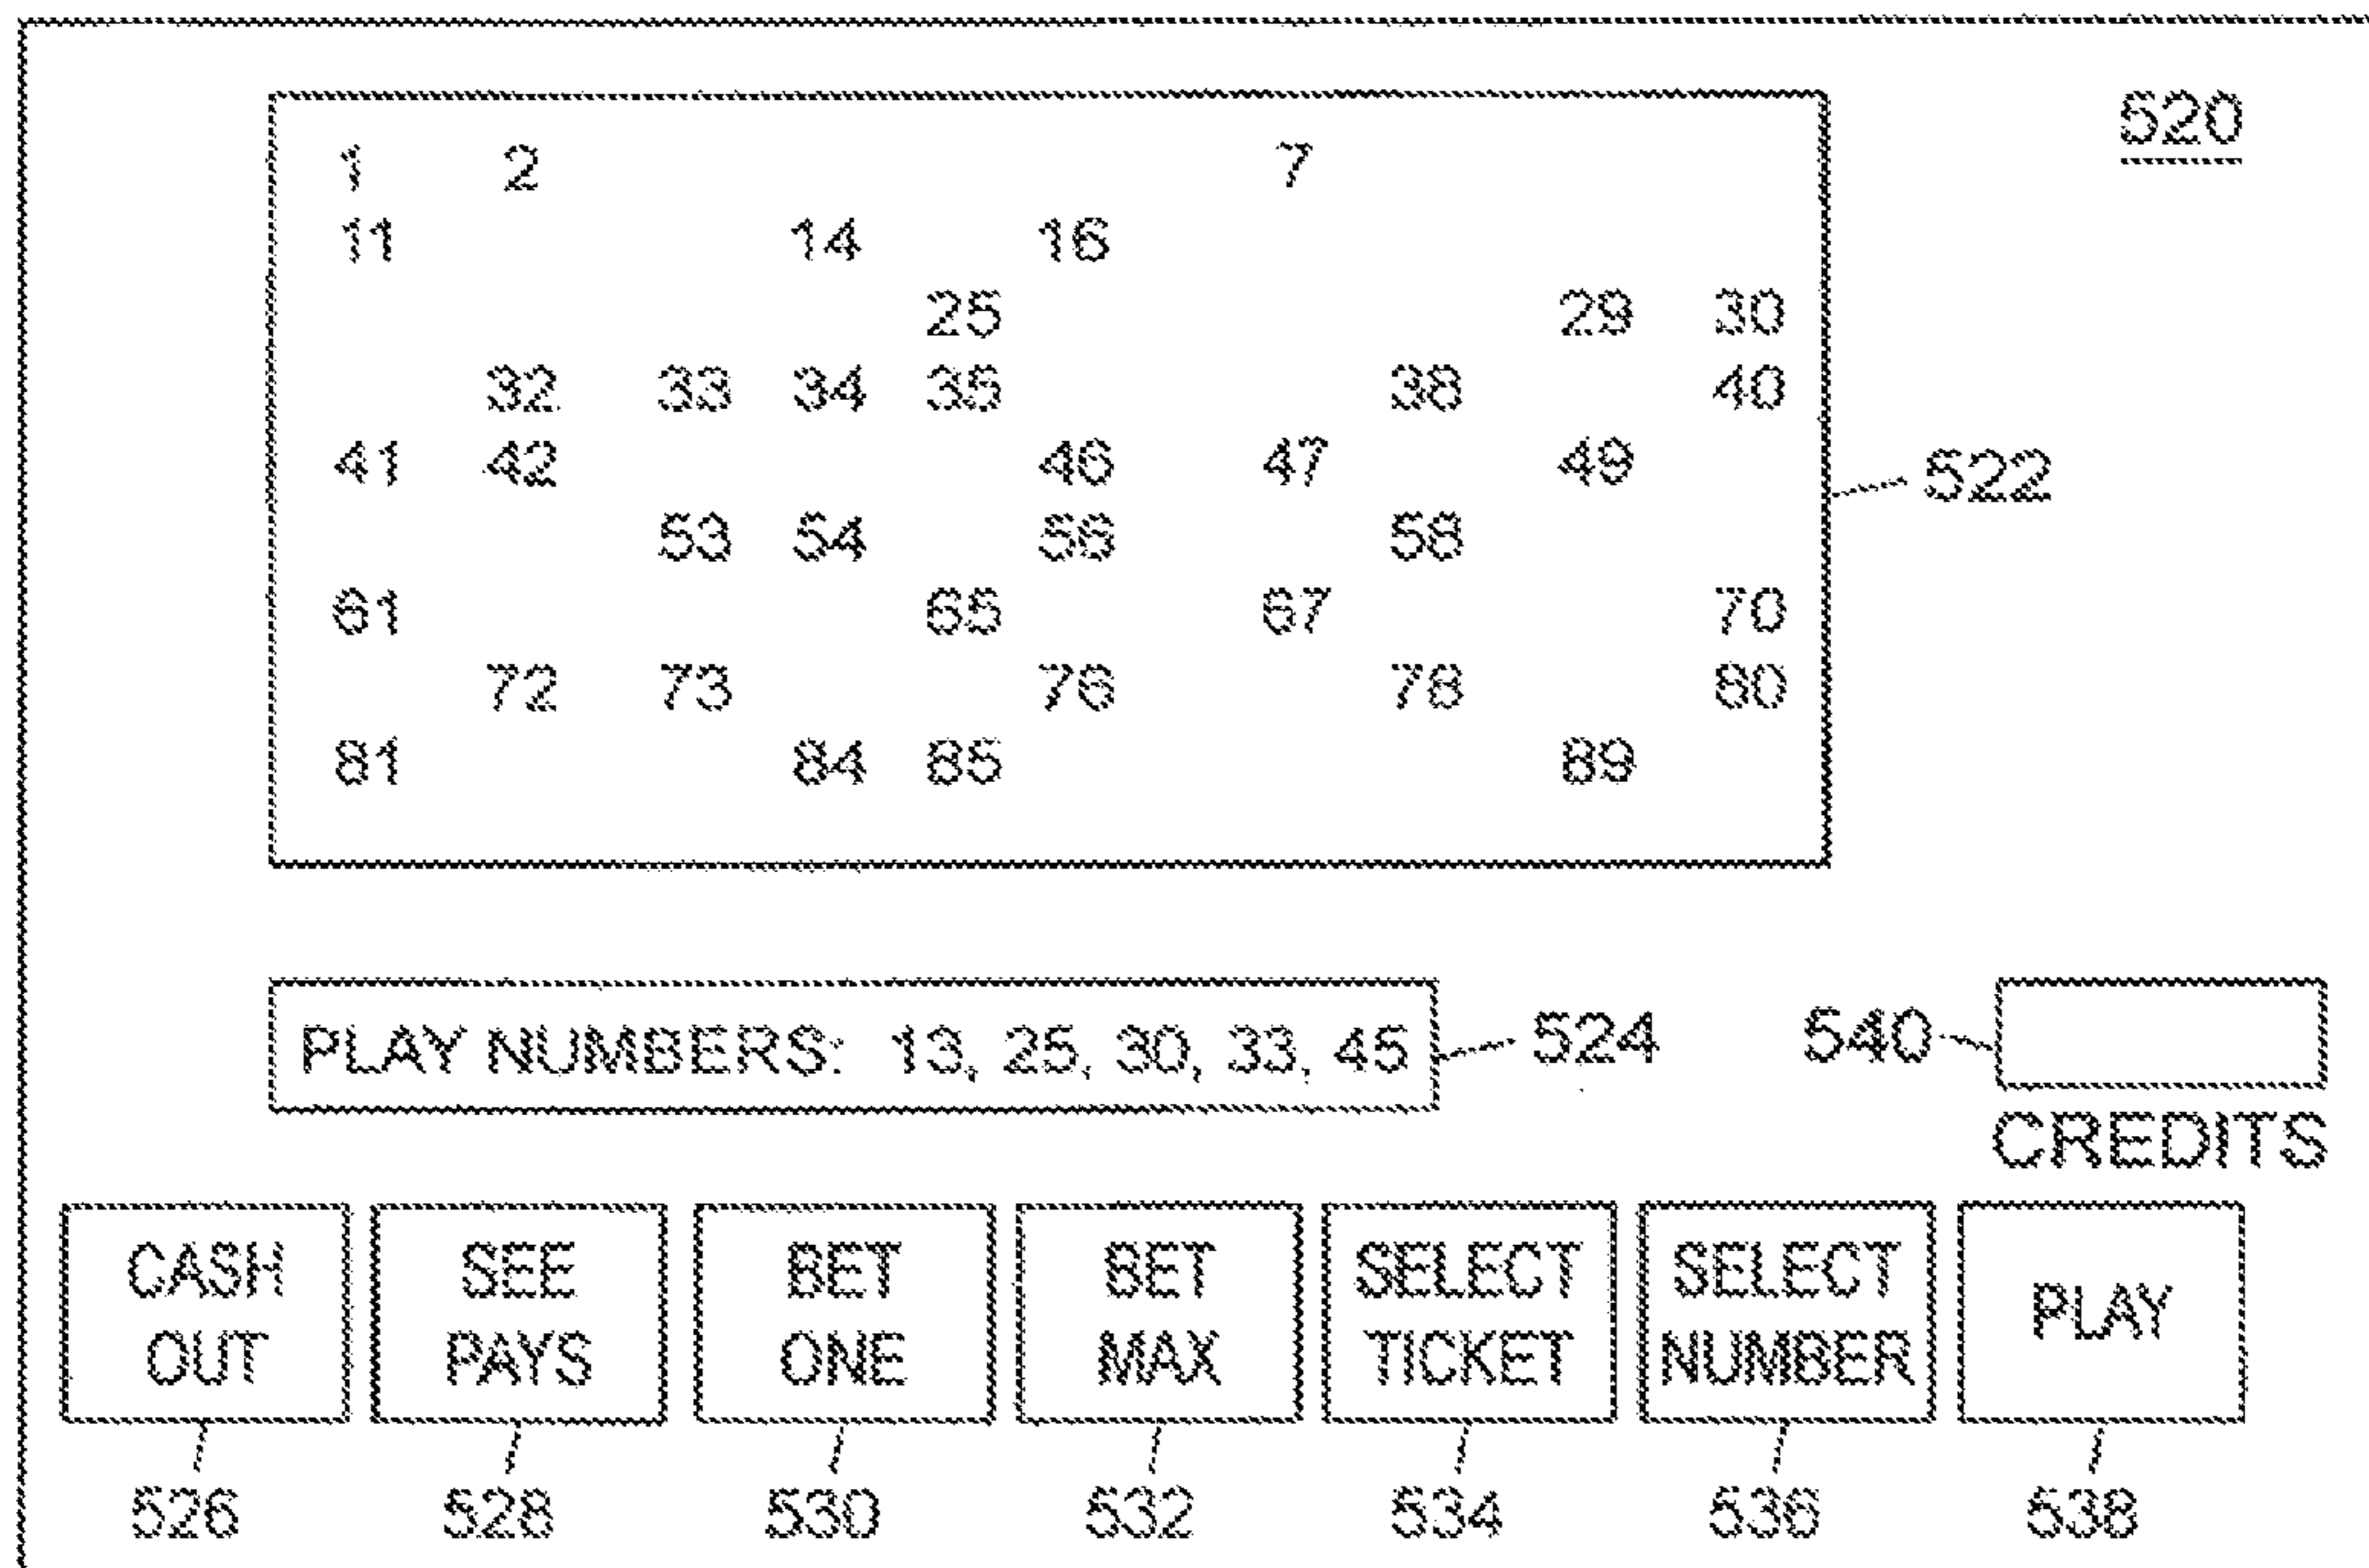 520
1 2 7
11 14 16
25 29 30
32 33 34 35 38 40
41 42 46 47 49
522
53 54 56 58
61 65 67 70
72 73 76 78 80
81 84 85 89
PLAY NUMBERS: 13, 25, 30, 33, 45
524
540
CREDITS
CASH
OUT
SEE
PAYS
BET
ONE
BET
MAX
SELECT
TICKET
SELECT
NUMBER
PLAY
526 528 530 532 534 536 538